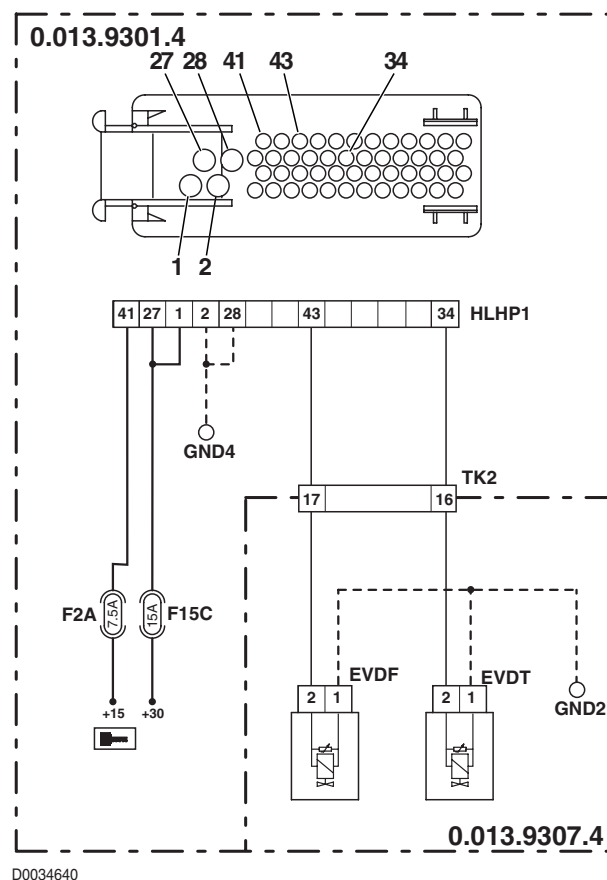 0.013.9301.4
27 28 41 43 34
1 2
41 27 1 2 28 43 34 HLHP1
GND4
TK2
17 16
F2A 7.5A 15A F15C
EVDF EVDT
+15 +30
2 1 2 1
GND2
0.013.9307.4
D0034640